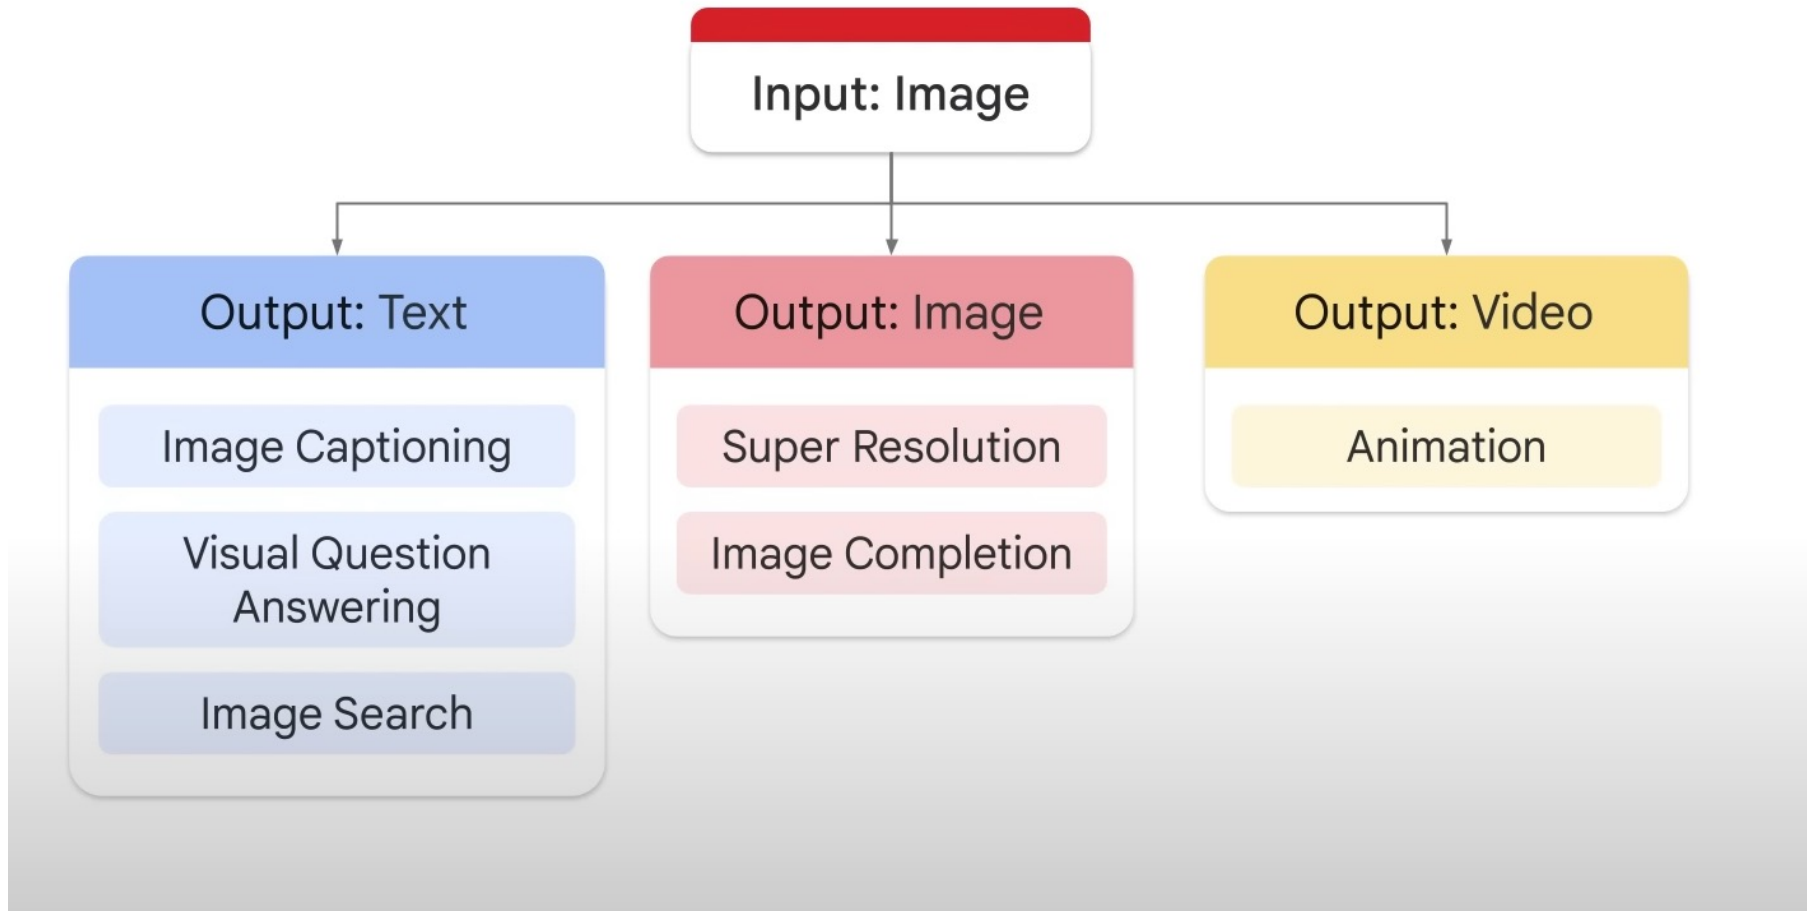 Input: Image
Output: Text
Image Captioning
Visual Question
Answering
Image Search
Output: Image
Super Resolution
Image Completion
Output: Video
Animation